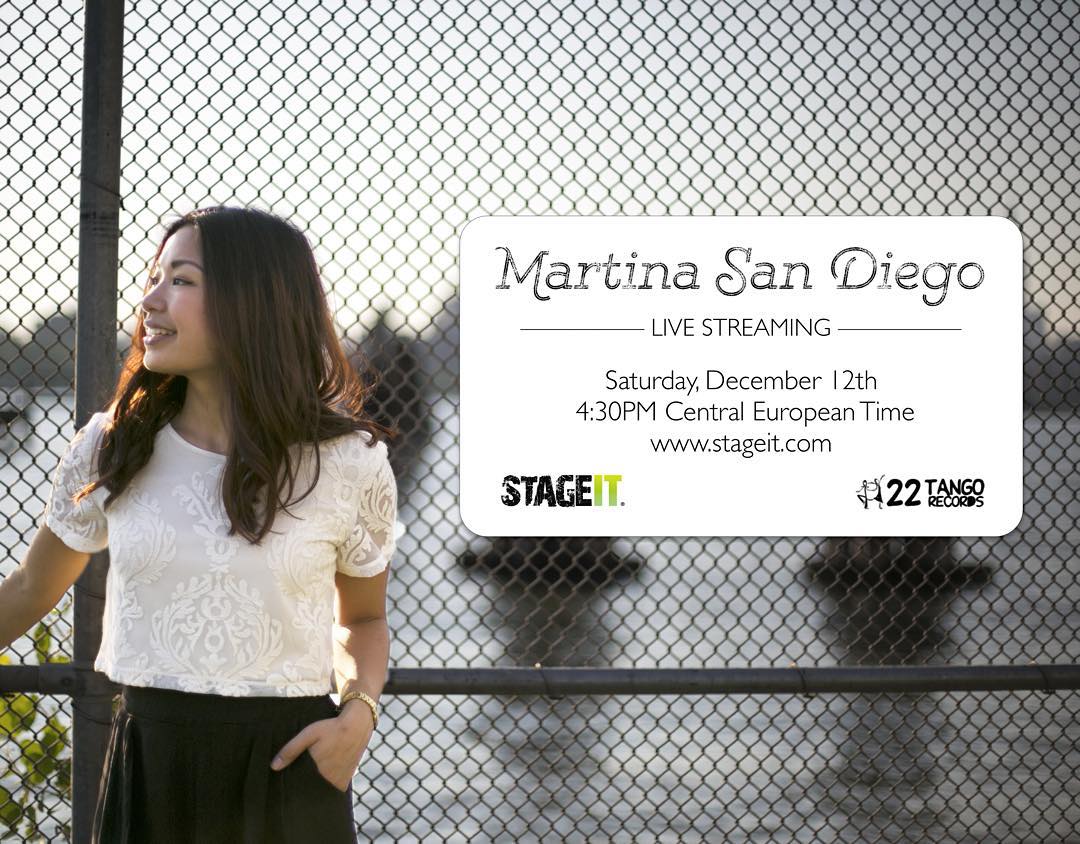 Martina San Diego
LIVE STREAMING
Saturday, December 12th
4:30PM Central European Time
www.stageit.com
STAGEIT®
22 TANGO RECORDS